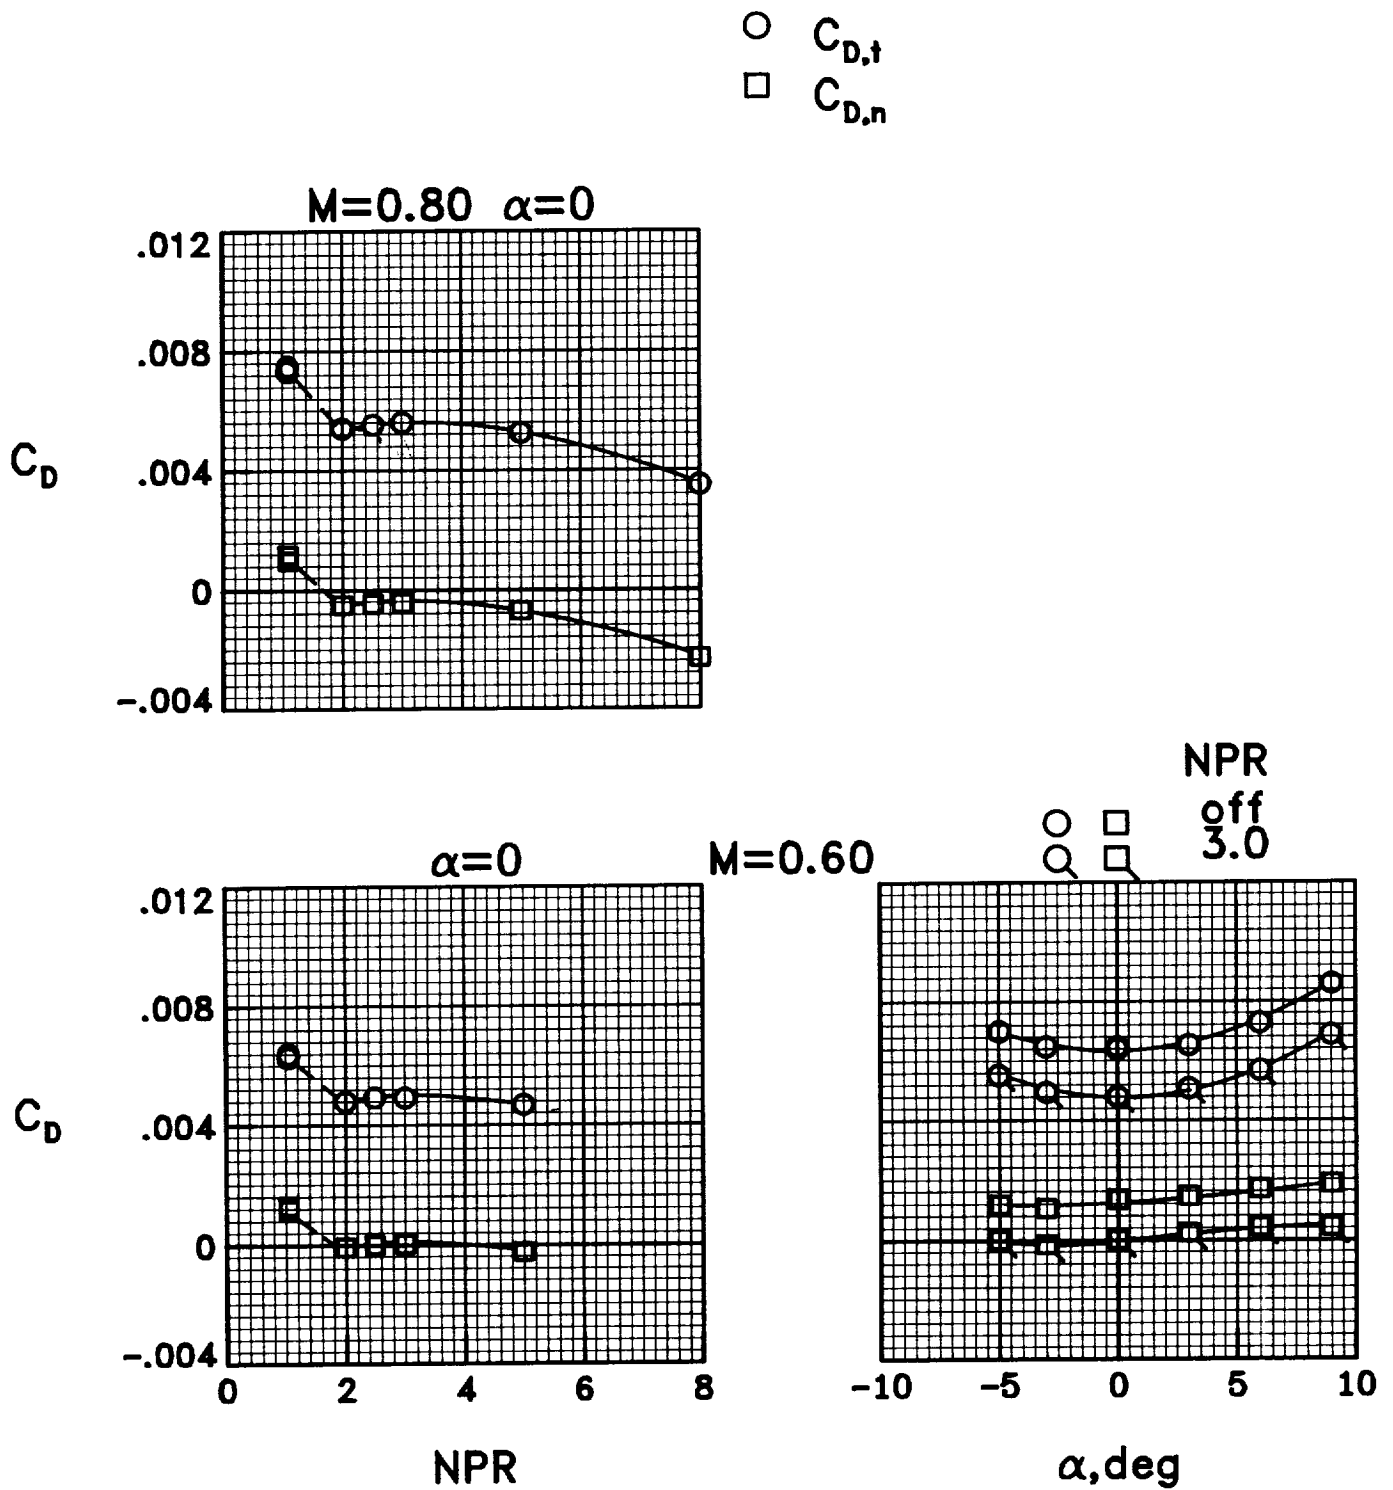 C_D,t
C_D,n
M=0.80 α=0
.012
.008
.004
0
-.004
C_D
NPR
off
3.0
α=0
M=0.60
.012
.008
.004
0
-.004
C_D
0 2 4 6 8
-10 -5 0 5 10
NPR
α,deg